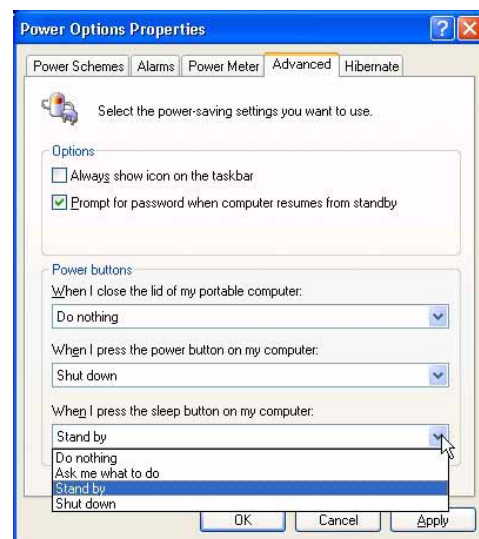 Power Options Properties
Power Schemes Alarms Power Meter Advanced Hibernate
Select the power-saving settings you want to use.
Options
Always show icon on the taskbar
Prompt for password when computer resumes from standby
Power buttons
When I close the lid of my portable computer:
Do nothing
When I press the power button on my computer:
Shut down
When I press the sleep button on my computer:
Stand by
Do nothing
Ask me what to do
Stand by
Shut down
OK Cancel Apply